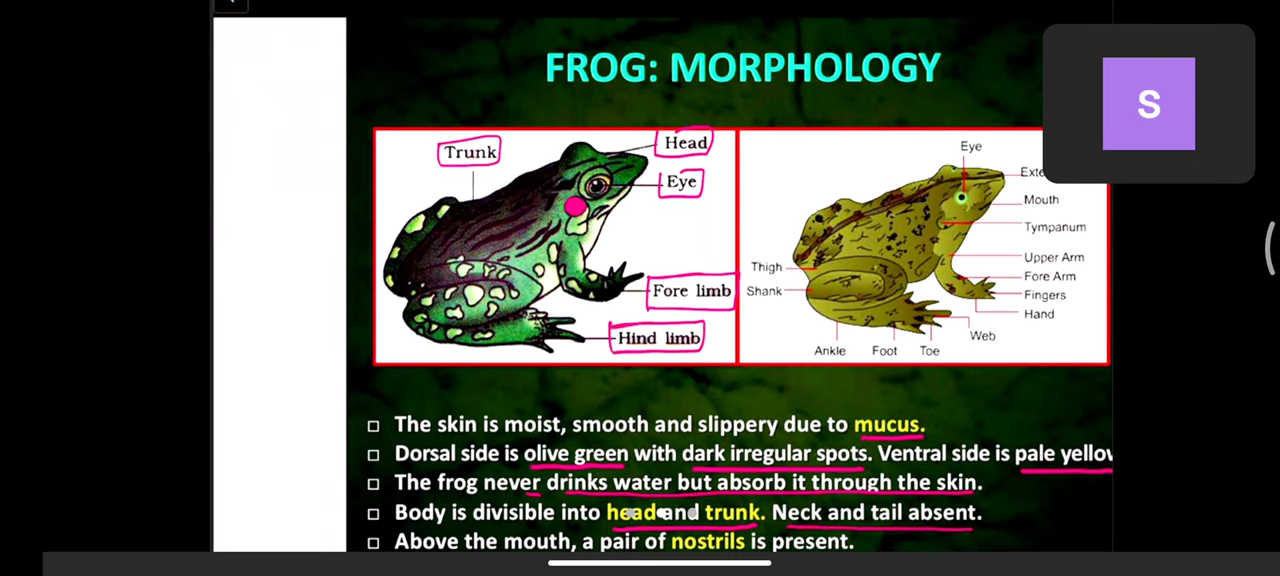 FROG: MORPHOLOGY
S
Trunk
Head
Eye
Fore limb
Hind limb
Eye
Mouth
Tympanum
Upper Arm
Fore Arm
Fingers
Hand
Web
Thigh
Shank
Ankle
Foot
Toe
The skin is moist, smooth and slippery due to mucus.
Dorsal side is olive green with dark irregular spots. Ventral side is pale
The frog never drinks water but absorb it through the skin.
Body is divisible into head and trunk. Neck and tail absent.
Above the mouth, a pair of nostrils is present.